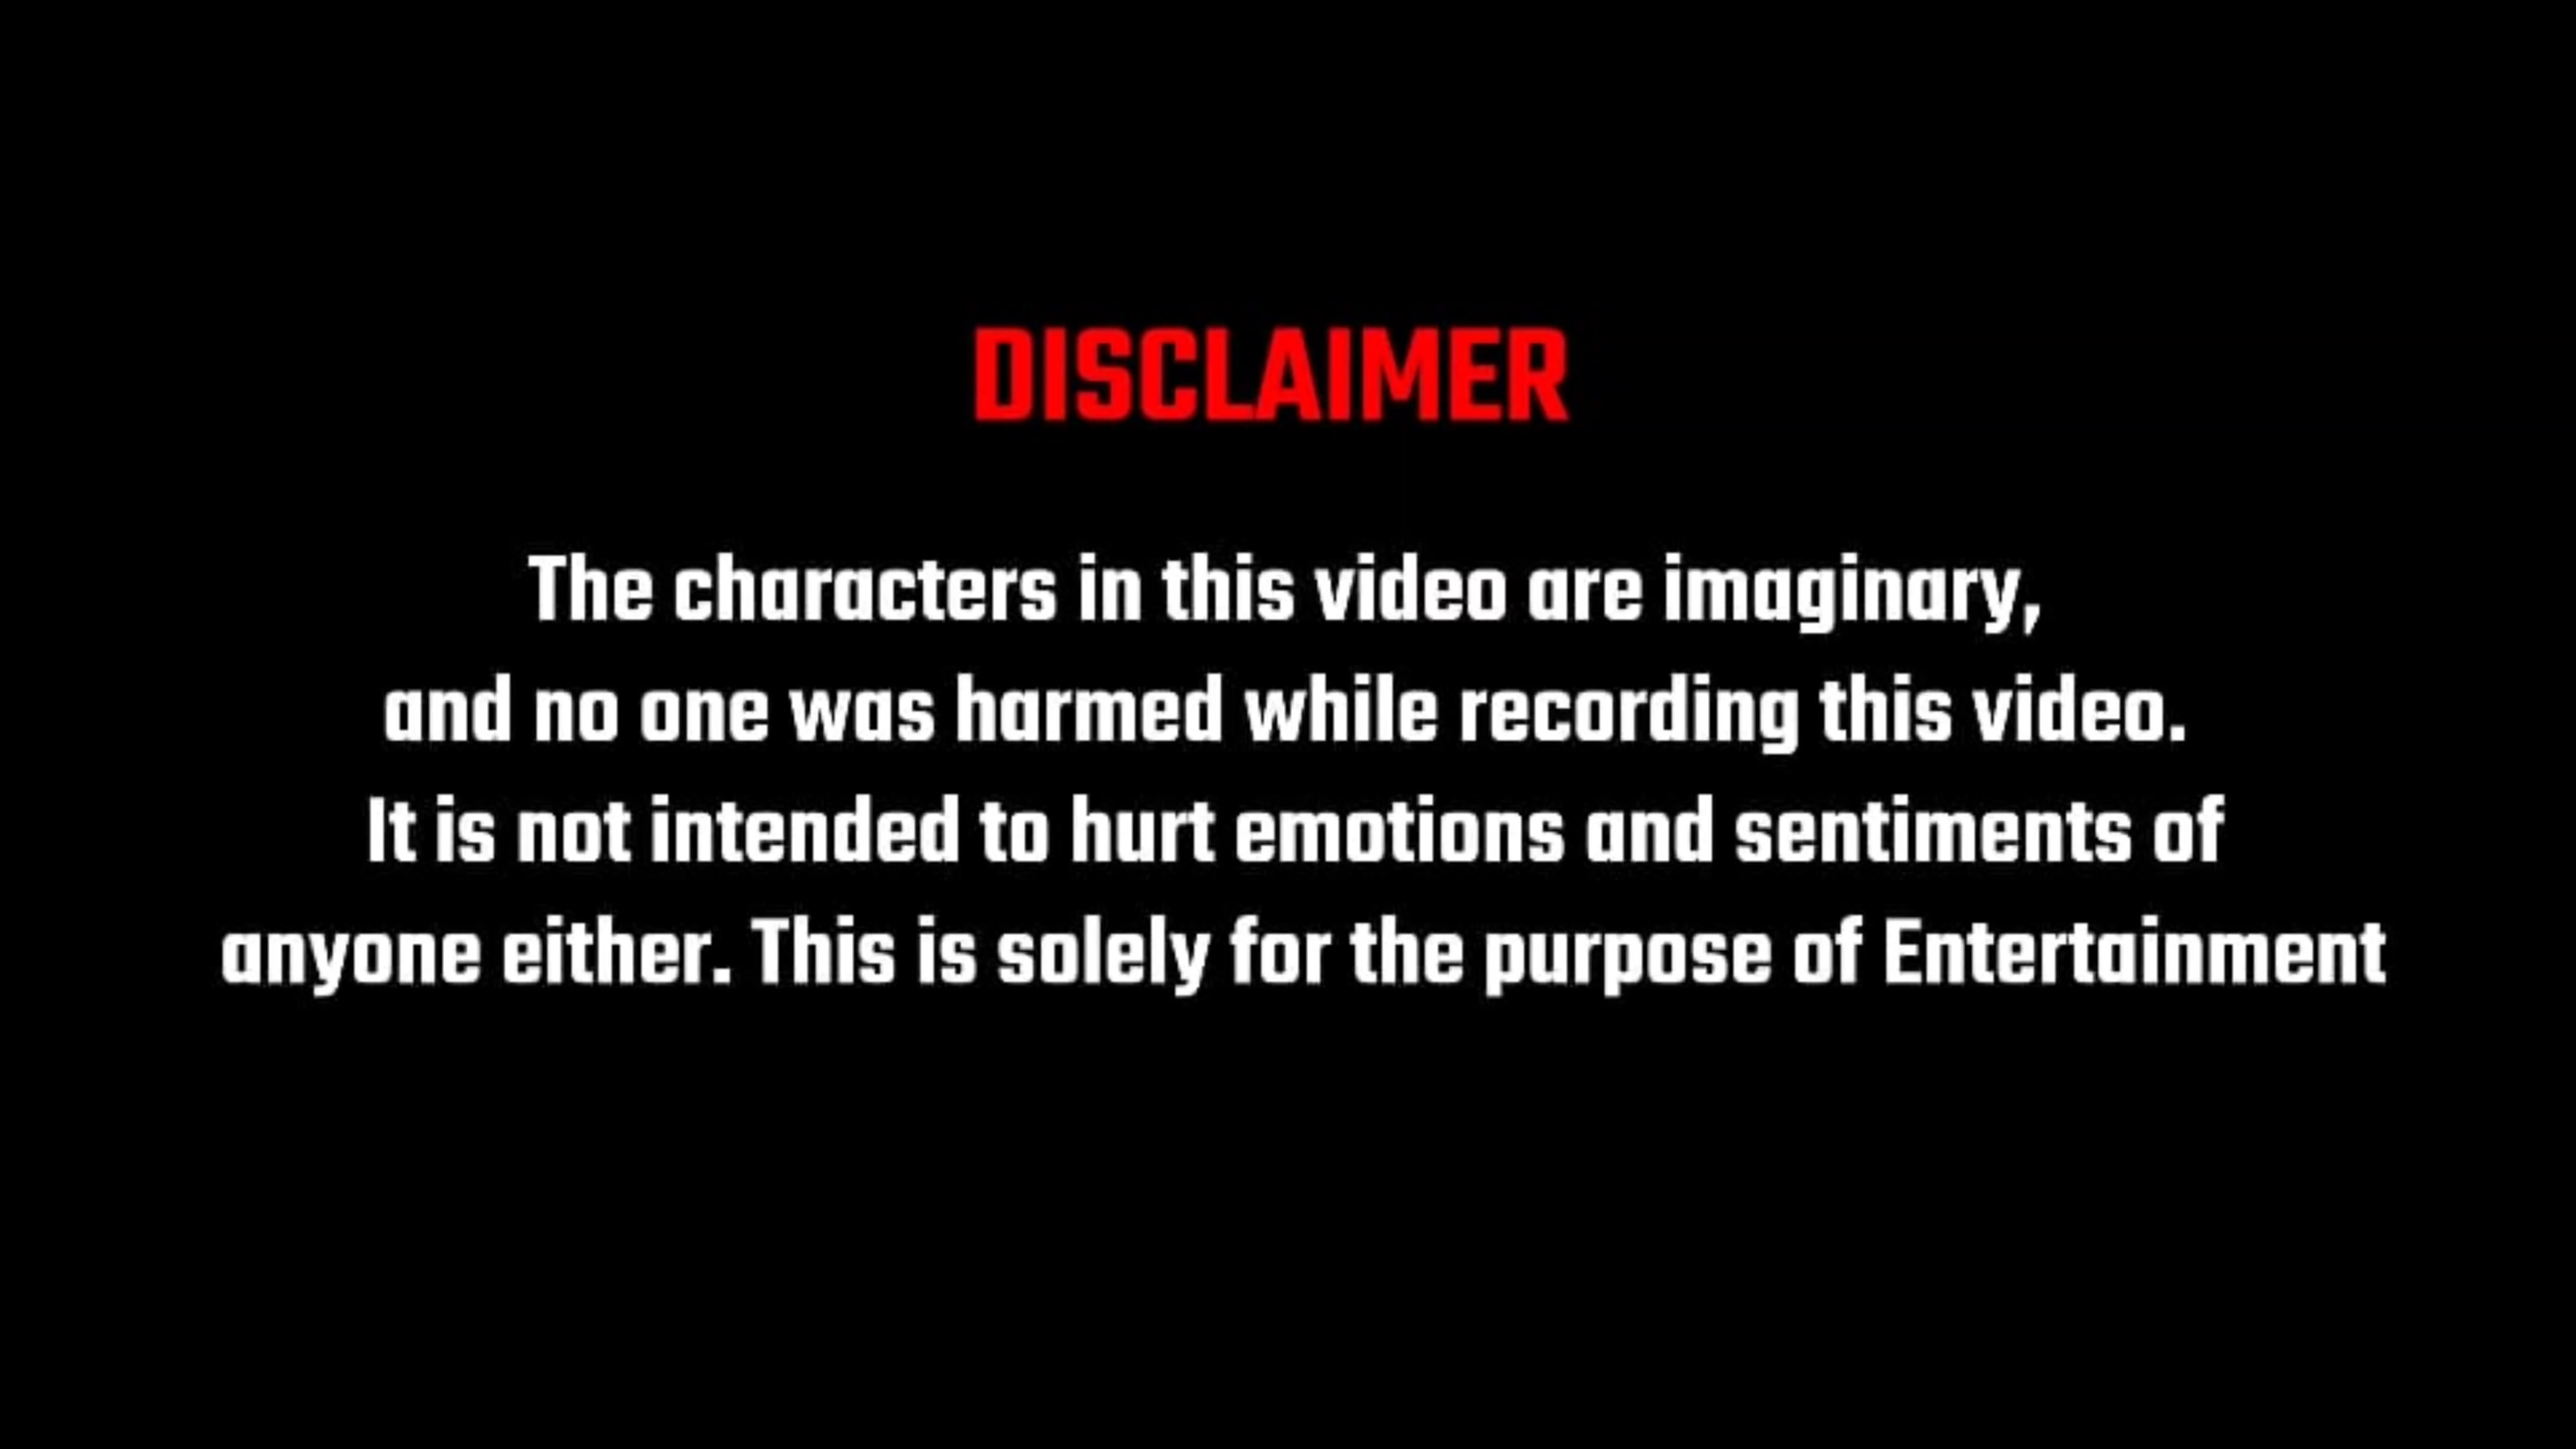 DISCLAIMER
The characters in this video are imaginary,
and no one was harmed while recording this video.
It is not intended to hurt emotions and sentiments of
anyone either. This is solely for the purpose of Entertainment